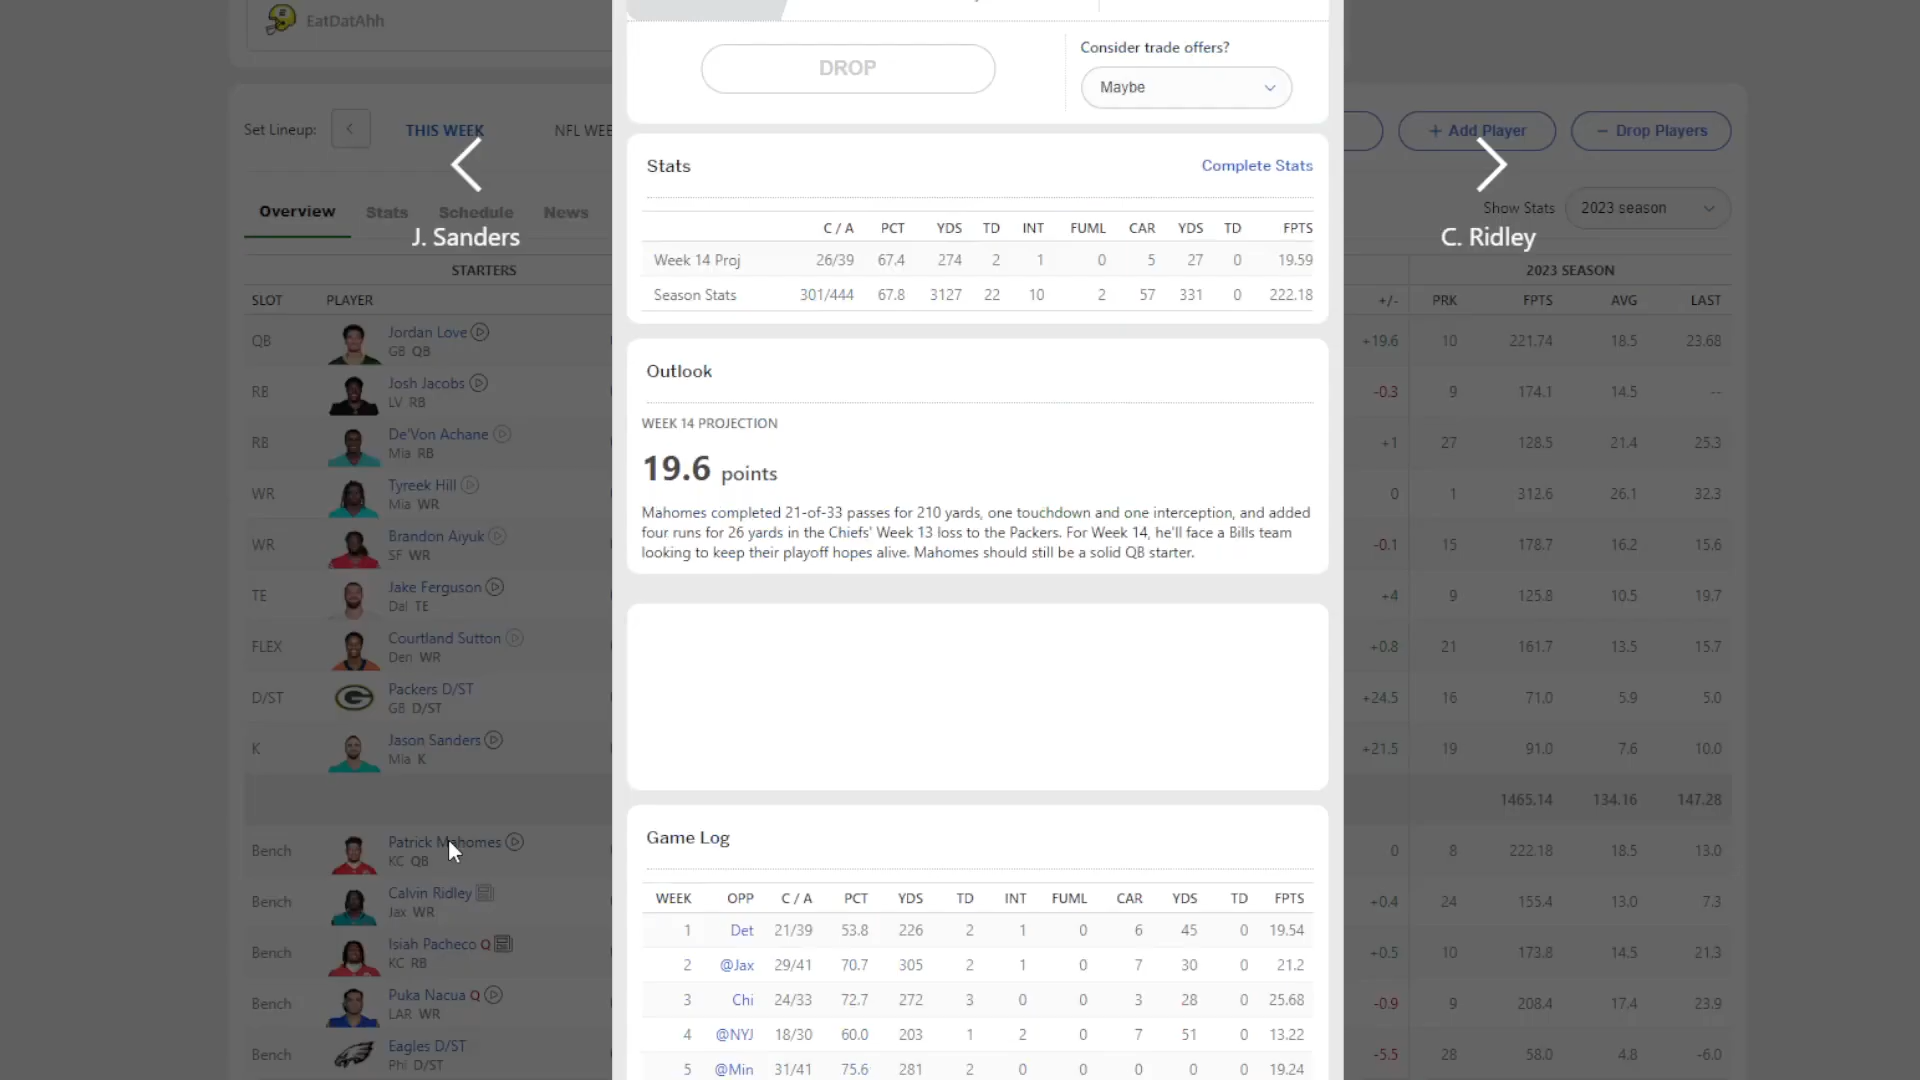 EatDatAhh
Set Lineup:
THIS WEEK
NFL WEE
+ Add Player
− Drop Players
Overview
Stats
Schedule
News
J. Sanders
Show Stats
2023 season
C. Ridley
STARTERS
SLOT PLAYER
QB Jordan Love
GB QB
RB Josh Jacobs
LV RB
RB De'Von Achane
Mia RB
WR Tyreek Hill
Mia WR
WR Brandon Aiyuk
SF WR
TE Jake Ferguson
Dal TE
FLEX Courtland Sutton
Den WR
D/ST Packers D/ST
GB D/ST
K Jason Sanders
Mia K
Bench Patrick Mahomes
KC QB
Bench Calvin Ridley
Jax WR
Bench Isiah Pacheco Q
KC RB
Bench Puka Nacua Q
LAR WR
Bench Eagles D/ST
Phi D/ST
DROP
Consider trade offers?
Maybe
Stats
Complete Stats
C / A PCT YDS TD INT FUML CAR YDS TD FPTS
Week 14 Proj 26/39 67.4 274 2 1 0 5 27 0 19.59
Season Stats 301/444 67.8 3127 22 10 2 57 331 0 222.18
Outlook
WEEK 14 PROJECTION
19.6 points
Mahomes completed 21-of-33 passes for 210 yards, one touchdown and one interception, and added
four runs for 26 yards in the Chiefs' Week 13 loss to the Packers. For Week 14, he'll face a Bills team
looking to keep their playoff hopes alive. Mahomes should still be a solid QB starter.
Game Log
WEEK OPP C / A PCT YDS TD INT FUML CAR YDS TD FPTS
1 Det 21/39 53.8 226 2 1 0 6 45 0 19.54
2 @Jax 29/41 70.7 305 2 1 0 7 30 0 21.2
3 Chi 24/33 72.7 272 3 0 0 3 28 0 25.68
4 @NYJ 18/30 60.0 203 1 2 0 7 51 0 13.22
5 @Min 31/41 75.6 281 2 0 0 0 0 0 19.24
2023 SEASON
+/- PRK FPTS AVG LAST
+19.6 10 221.74 18.5 23.68
-0.3 9 174.1 14.5 --
+1 27 128.5 21.4 25.3
0 1 312.6 26.1 32.3
-0.1 15 178.7 16.2 15.6
+4 9 125.8 10.5 19.7
+0.8 21 161.7 13.5 15.7
+24.5 16 71.0 5.9 5.0
+21.5 19 91.0 7.6 10.0
1465.14 134.16 147.28
0 8 222.18 18.5 13.0
+0.4 24 155.4 13.0 7.3
+0.5 10 173.8 14.5 21.3
-0.9 9 208.4 17.4 23.9
-5.5 28 58.0 4.8 -6.0